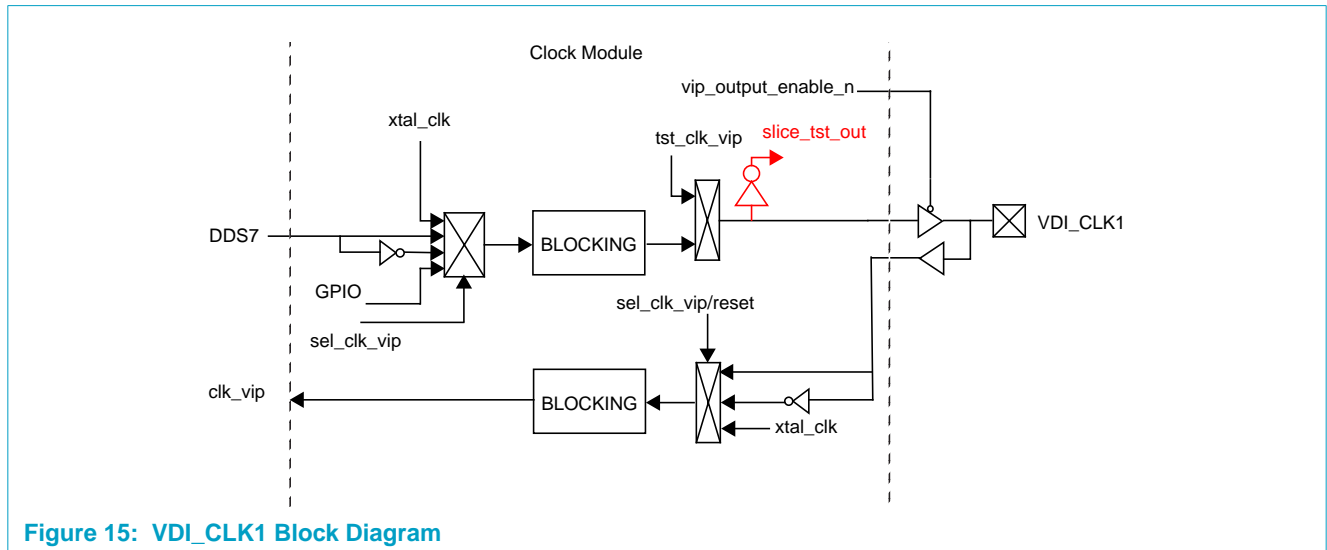 Clock Module
vip_output_enable_n
xtal_clk
tst_clk_vip
slice_tst_out
DDS7
BLOCKING
VDI_CLK1
GPIO
sel_clk_vip
sel_clk_vip/reset
clk_vip
BLOCKING
xtal_clk
Figure 15: VDI_CLK1 Block Diagram